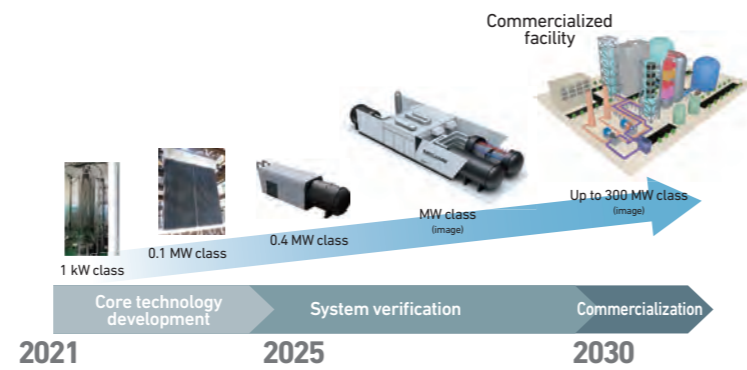 Commercialized
facility
Up to 300 MW class
(image)
MW class
(image)
0.4 MW class
0.1 MW class
1 kW class
Core technology
development
System verification
Commercialization
2021
2025
2030